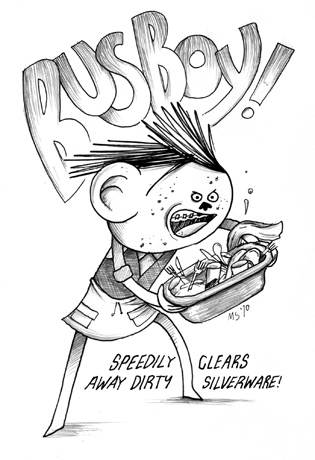 BUSBOY!
MS·'10
SPEEDILY CLEARS
AWAY DIRTY SILVERWARE!